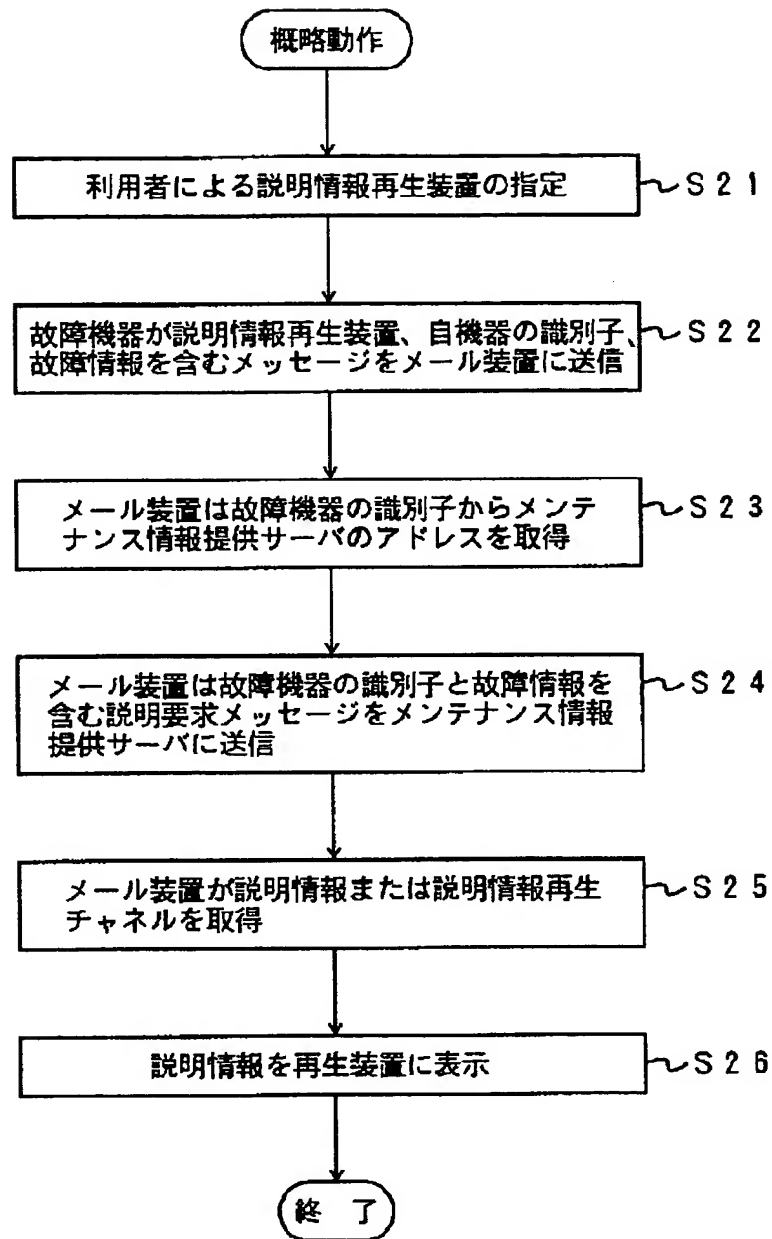 概略動作
利用者による説明情報再生装置の指定
S21
故障機器が説明情報再生装置、自機器の識別子、
故障情報を含むメッセージをメール装置に送信
S22
メール装置は故障機器の識別子からメンテ
ナンス情報提供サーバのアドレスを取得
S23
メール装置は故障機器の識別子と故障情報を
含む説明要求メッセージをメンテナンス情報
提供サーバに送信
S24
メール装置が説明情報または説明情報再生
チャネルを取得
S25
説明情報を再生装置に表示
S26
終 了